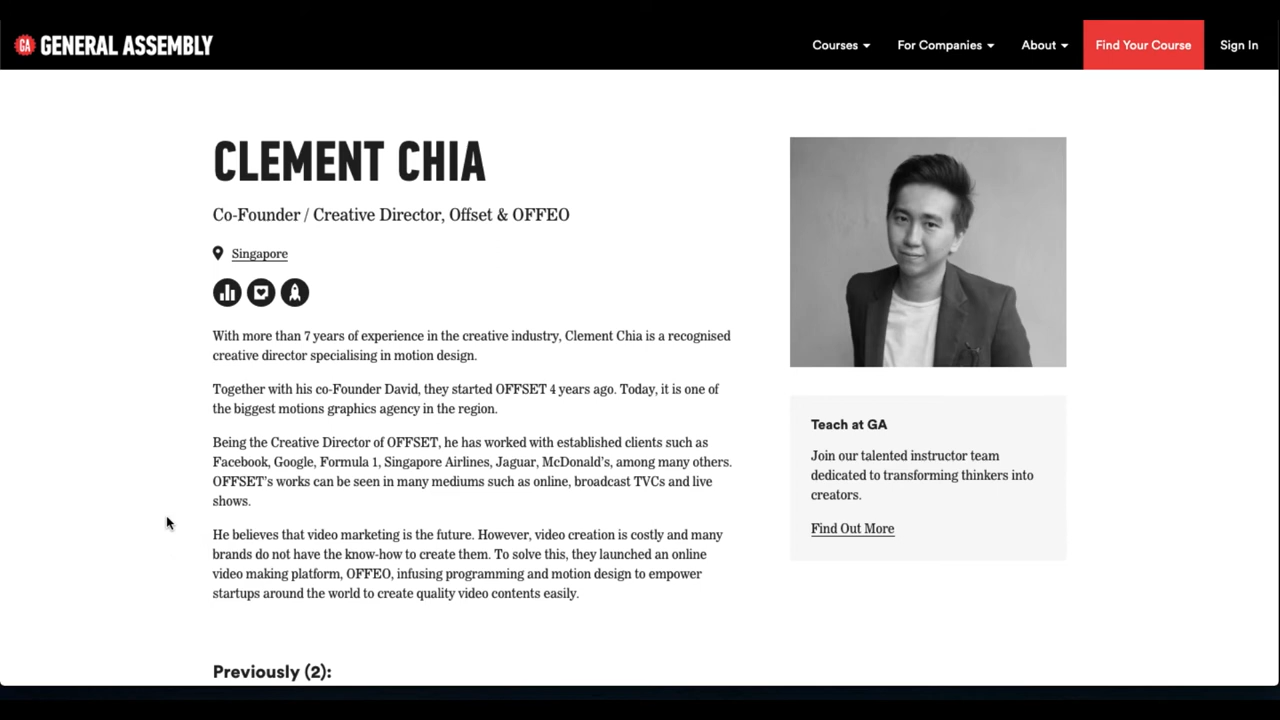 GA GENERAL ASSEMBLY
Courses For Companies About Find Your Course Sign In
CLEMENT CHIA
Co-Founder / Creative Director, Offset & OFFEO
Singapore
With more than 7 years of experience in the creative industry, Clement Chia is a recognised
creative director specialising in motion design.
Together with his co-Founder David, they started OFFSET 4 years ago. Today, it is one of
the biggest motions graphics agency in the region.
Being the Creative Director of OFFSET, he has worked with established clients such as
Facebook, Google, Formula 1, Singapore Airlines, Jaguar, McDonald’s, among many others.
OFFSET’s works can be seen in many mediums such as online, broadcast TVCs and live
shows.
He believes that video marketing is the future. However, video creation is costly and many
brands do not have the know-how to create them. To solve this, they launched an online
video making platform, OFFEO, infusing programming and motion design to empower
startups around the world to create quality video contents easily.
Previously (2):
Teach at GA
Join our talented instructor team
dedicated to transforming thinkers into
creators.
Find Out More